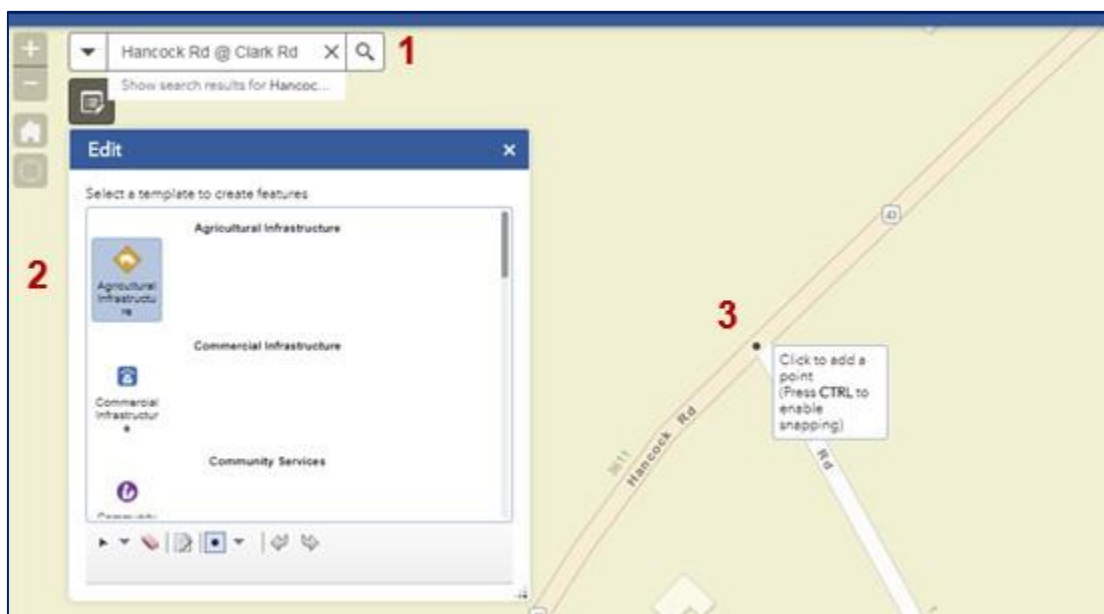 Hancock Rd @ Clark Rd
1
Show search results for Hancoc...
Edit
Select a template to create features
Agricultural Infrastructure
2
Agricultural
Infrastructu
re
Commercial Infrastructure
Commercial
Infrastructur
e
Community Services
Community
43
3
Click to add a
point
(Press CTRL to
enable
snapping)
3611
Hancock Rd
Rd